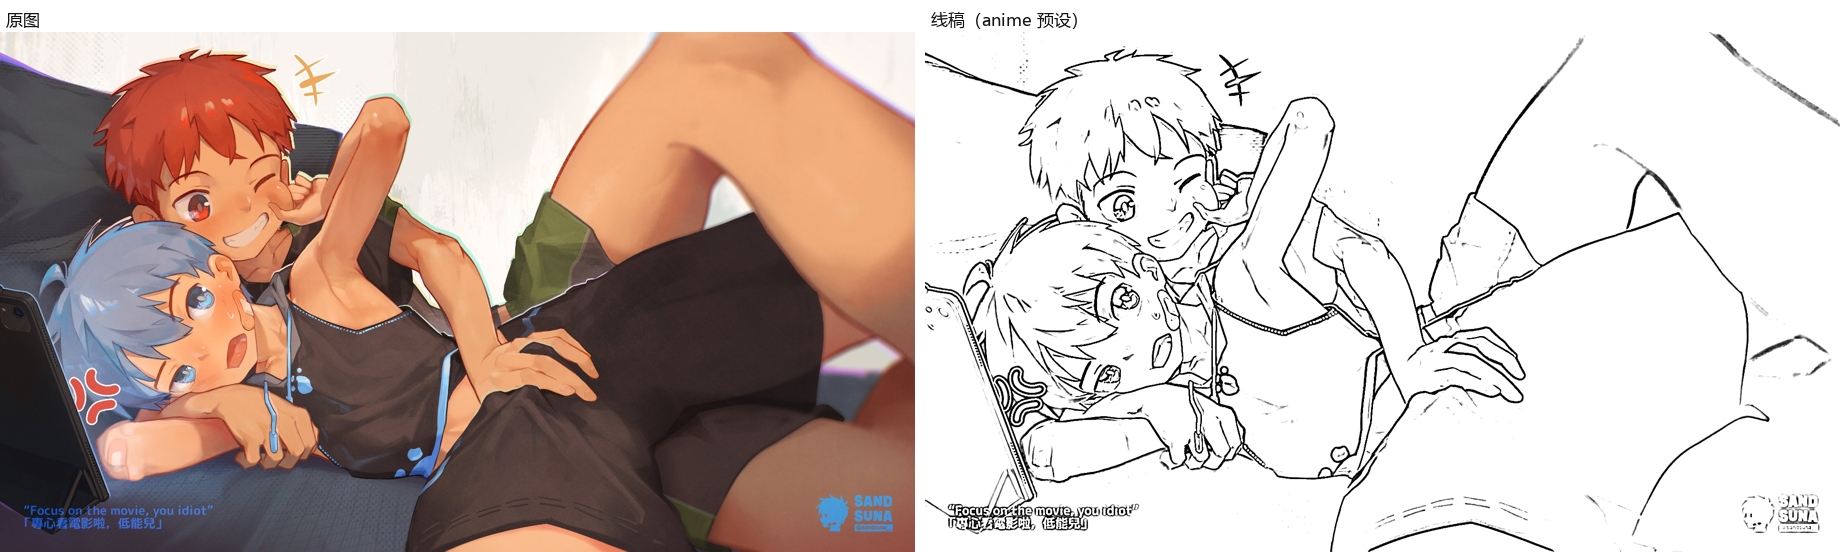 原图
线稿（anime 预设）
“Focus on the movie, you idiot”
「專心看電影啦，低能兒」
SAND
SUNA
“Focus on the movie, you idiot”
「專心看電影啦，低能兒」
SAND
SUNA